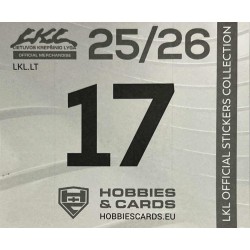 LKL
LIETUVOS KREPŠINIO LYGA
OFFICIAL MERCHANDISE
LKL.LT
25/26
17
HOBBIES
& CARDS
HOBBIESCARDS.EU
LKL OFFICIAL STICKERS COLLECTION